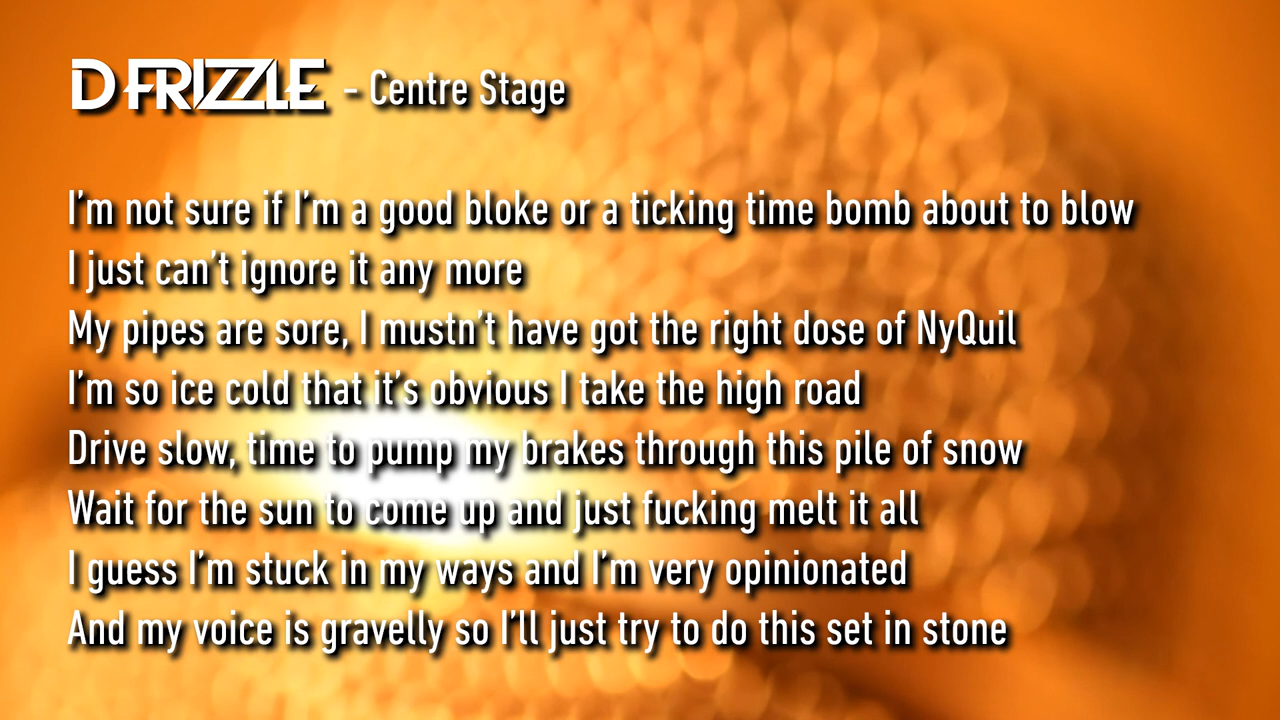 D FRIZZLE - Centre Stage
I'm not sure if I'm a good bloke or a ticking time bomb about to blow
I just can't ignore it any more
My pipes are sore, I mustn't have got the right dose of NyQuil
I'm so ice cold that it's obvious I take the high road
Drive slow, time to pump my brakes through this pile of snow
Wait for the sun to come up and just fucking melt it all
I guess I'm stuck in my ways and I'm very opinionated
And my voice is gravelly so I'll just try to do this set in stone